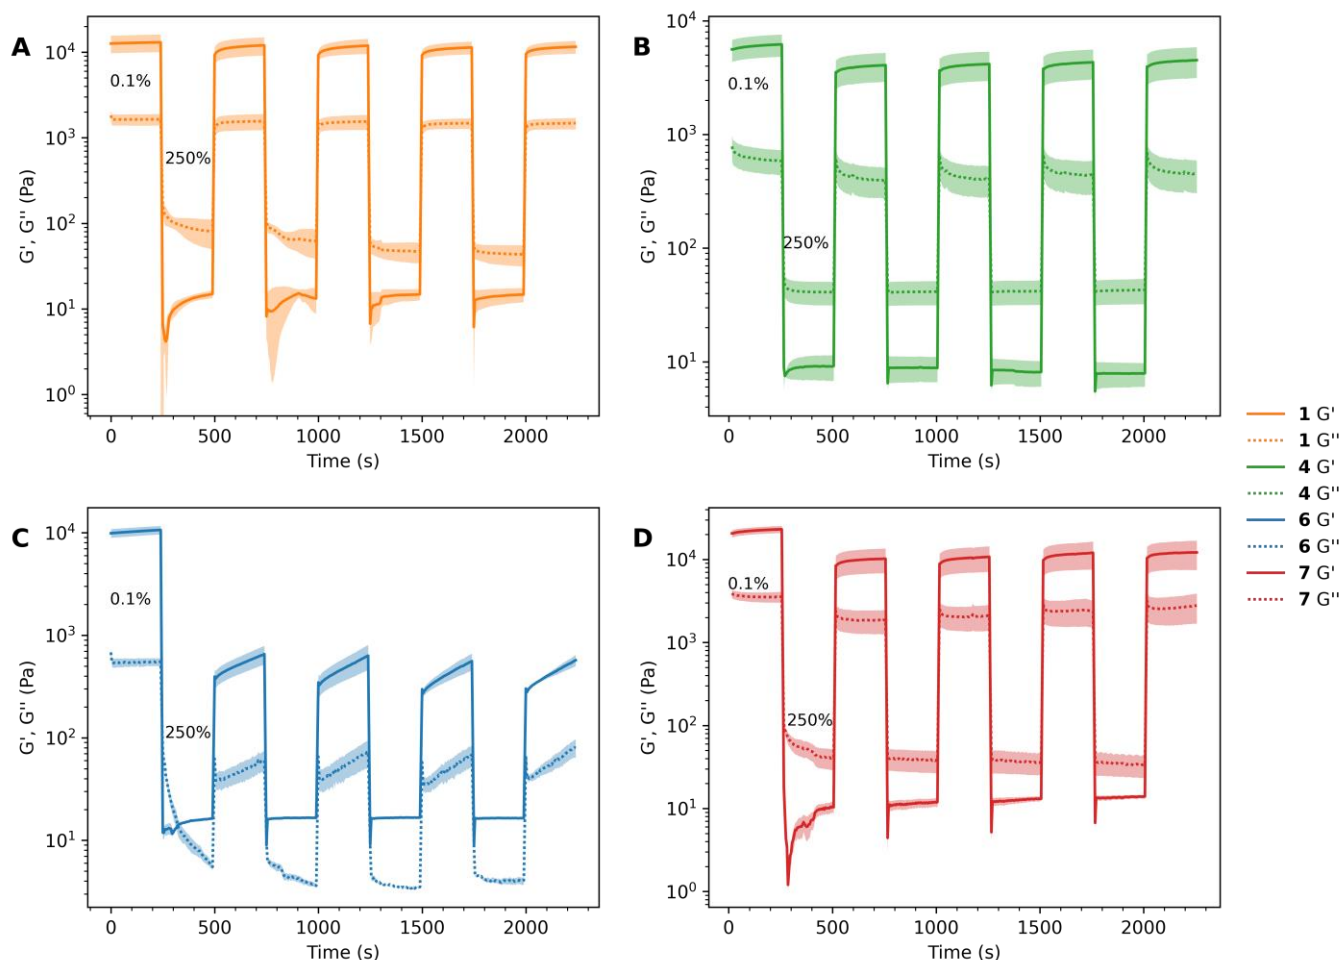 A
10⁴
10³
10²
10¹
10⁰
G', G'' (Pa)
0.1%
250%
0 500 1000 1500 2000
Time (s)
B
10⁴
10³
10²
10¹
G', G'' (Pa)
0.1%
250%
0 500 1000 1500 2000
Time (s)
C
10⁴
10³
10²
10¹
G', G'' (Pa)
0.1%
250%
0 500 1000 1500 2000
Time (s)
D
10⁴
10³
10²
10¹
10⁰
G', G'' (Pa)
0.1%
250%
0 500 1000 1500 2000
Time (s)
1 G'
1 G''
4 G'
4 G''
6 G'
6 G''
7 G'
7 G''